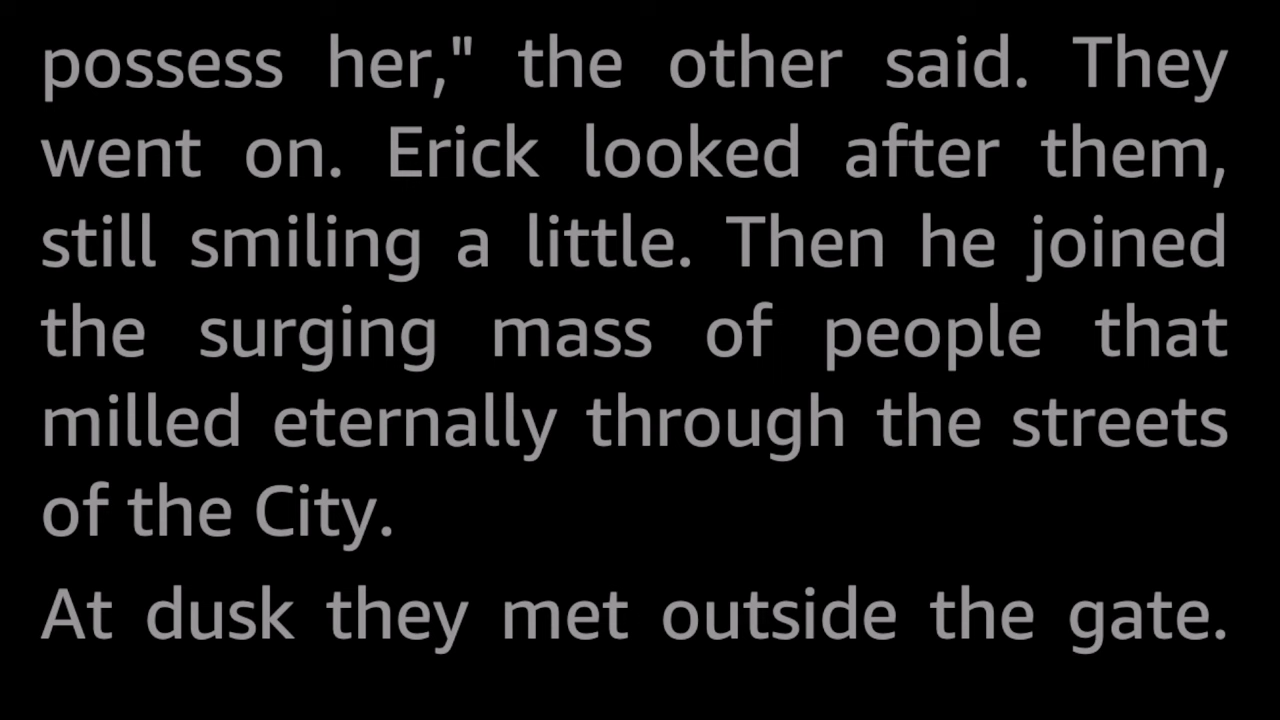 possess her," the other said. They
went on. Erick looked after them,
still smiling a little. Then he joined
the surging mass of people that
milled eternally through the streets
of the City.
At dusk they met outside the gate.